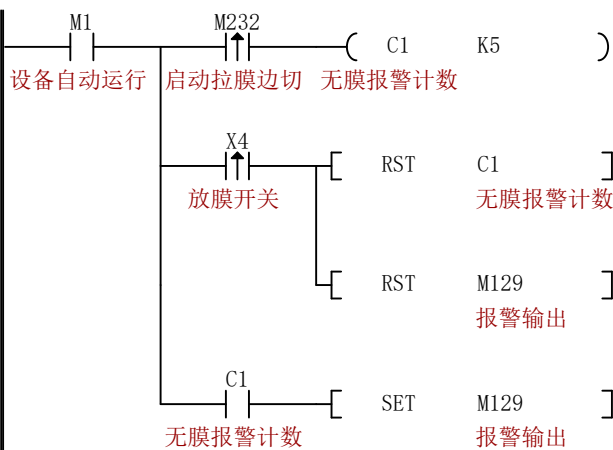 M1 M232 C1 K5
设备自动运行 启动拉膜边切 无膜报警计数
X4 RST C1
放膜开关 无膜报警计数
RST M129
报警输出
C1 SET M129
无膜报警计数 报警输出